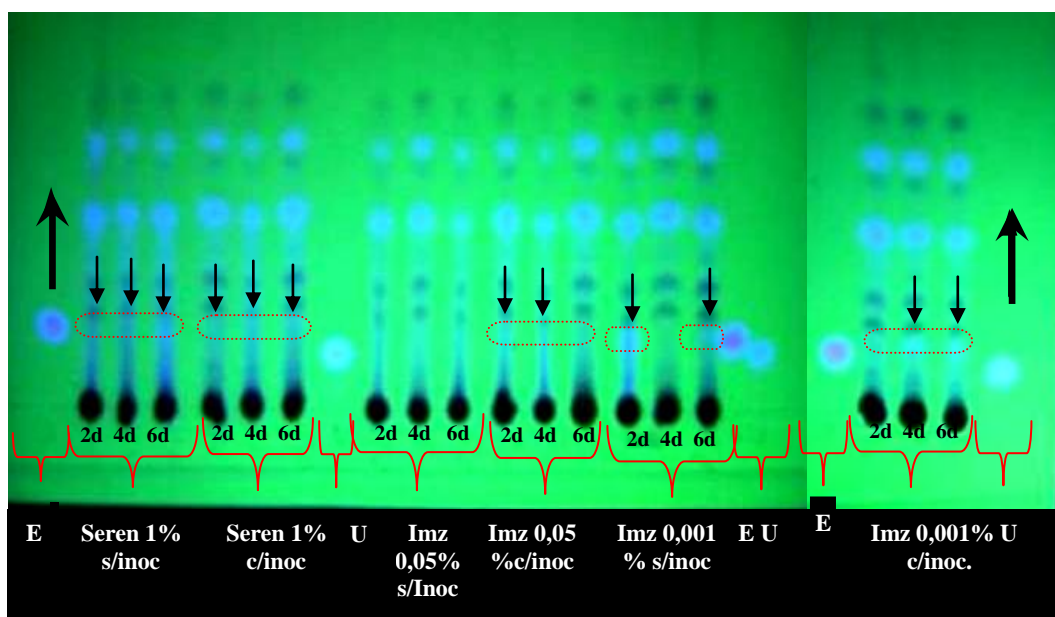 2d 4d 6d 2d 4d 6d 2d 4d 6d 2d 4d 6d 2d 4d 6d 2d 4d 6d
E Seren 1% s/inoc
Seren 1% c/inoc
U
Imz 0,05% s/Inoc
Imz 0,05 %c/inoc
Imz 0,001 % s/inoc
E U
E
Imz 0,001% U c/inoc.